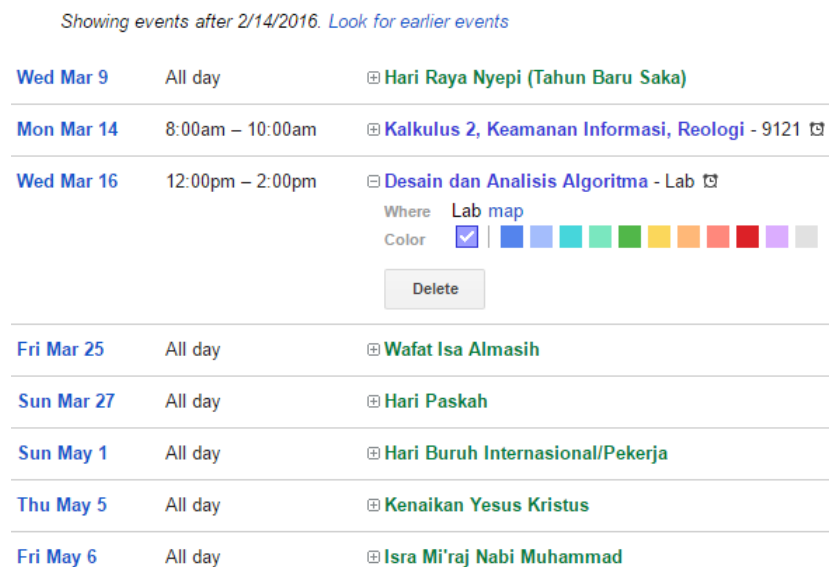 Showing events after 2/14/2016. Look for earlier events
Wed Mar 9 All day Hari Raya Nyepi (Tahun Baru Saka)
Mon Mar 14 8:00am – 10:00am Kalkulus 2, Keamanan Informasi, Reologi - 9121
Wed Mar 16 12:00pm – 2:00pm Desain dan Analisis Algoritma - Lab
Where Lab map
Color
Delete
Fri Mar 25 All day Wafat Isa Almasih
Sun Mar 27 All day Hari Paskah
Sun May 1 All day Hari Buruh Internasional/Pekerja
Thu May 5 All day Kenaikan Yesus Kristus
Fri May 6 All day Isra Mi'raj Nabi Muhammad